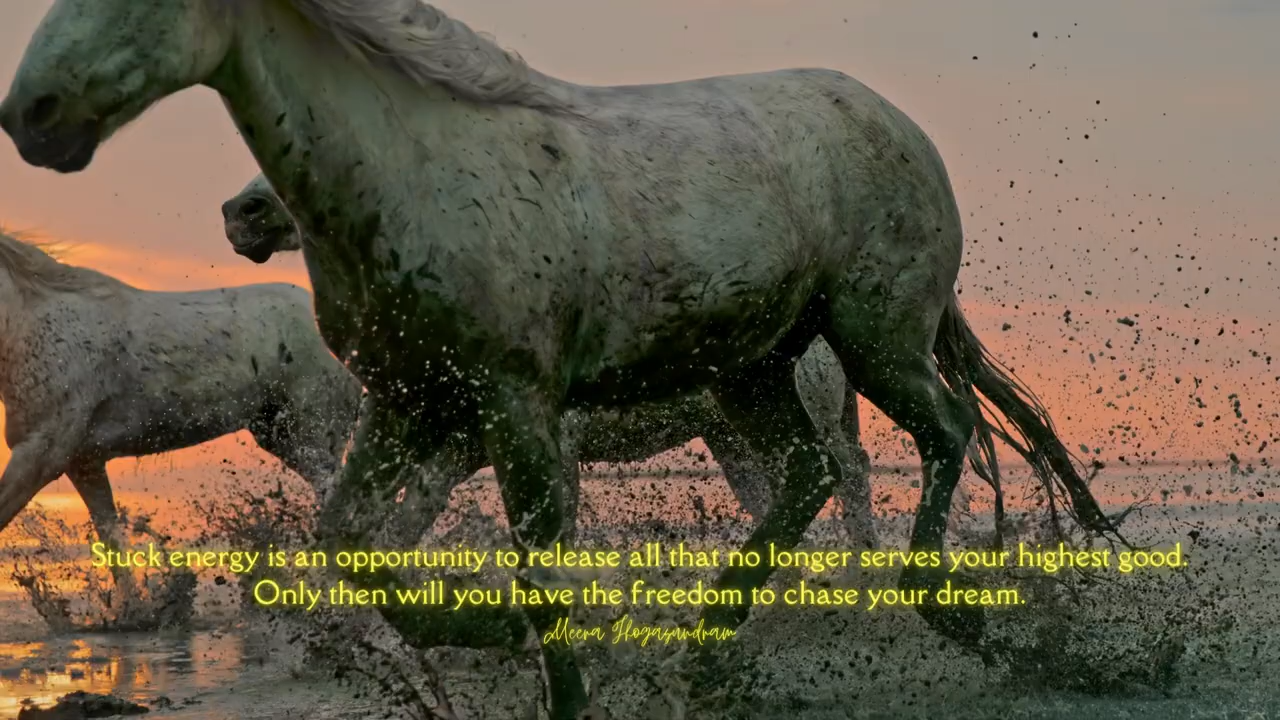 Stuck energy is an opportunity to release all that no longer serves your highest good.
Only then will you have the freedom to chase your dream.
Meena